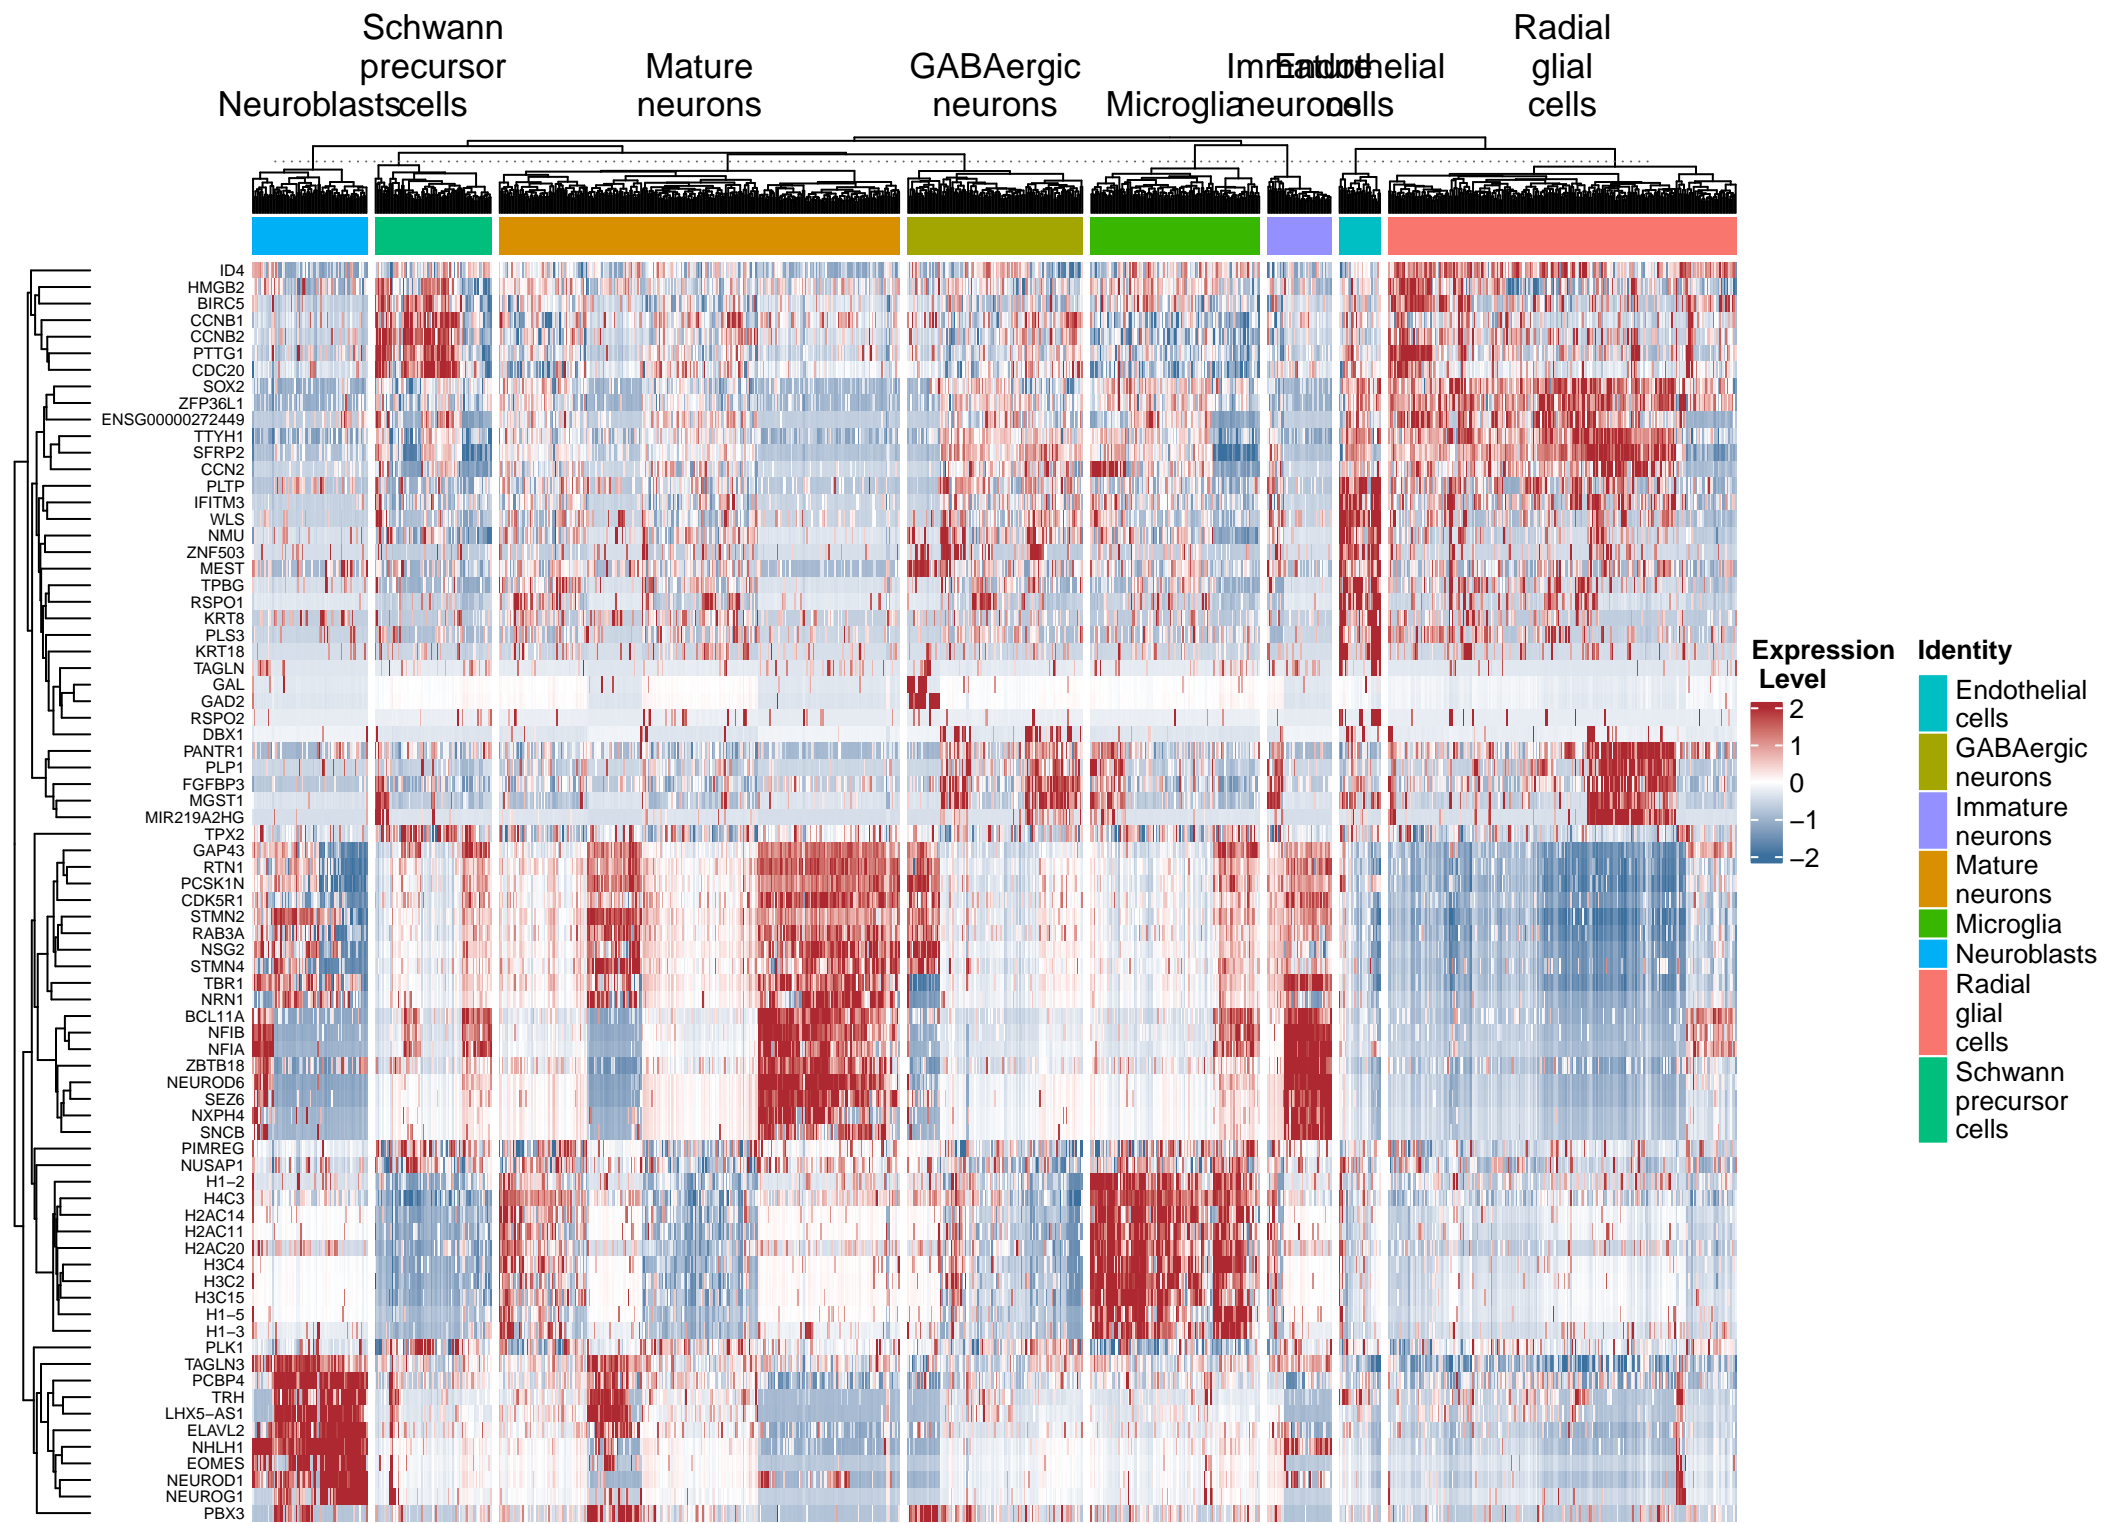 Schwann
precursor
cells
Neuroblasts
Mature
neurons
GABAergic
neurons
Microglia
Immature
neurons
Endothelial
cells
Radial
glial
cells
ID4
HMGB2
BIRC5
CCNB1
CCNB2
PTTG1
CDC20
SOX2
ZFP36L1
ENSG00000272449
TTYH1
SFRP2
CCN2
PLTP
IFITM3
WLS
NMU
ZNF503
MEST
TPBG
RSPO1
KRT8
PLS3
KRT18
TAGLN
GAL
GAD2
RSPO2
DBX1
PANTR1
PLP1
FGFBP3
MGST1
MIR219A2HG
TPX2
GAP43
RTN1
PCSK1N
CDK5R1
STMN2
RAB3A
NSG2
STMN4
TBR1
NRN1
BCL11A
NFIB
NFIA
ZBTB18
NEUROD6
SEZ6
NXPH4
SNCB
PIMREG
NUSAP1
H1−2
H4C3
H2AC14
H2AC11
H2AC20
H3C4
H3C2
H3C15
H1−5
H1−3
PLK1
TAGLN3
PCBP4
TRH
LHX5−AS1
ELAVL2
NHLH1
EOMES
NEUROD1
NEUROG1
PBX3
Expression
Level
2
1
0
−1
−2
Identity
Endothelial
cells
GABAergic
neurons
Immature
neurons
Mature
neurons
Microglia
Neuroblasts
Radial
glial
cells
Schwann
precursor
cells